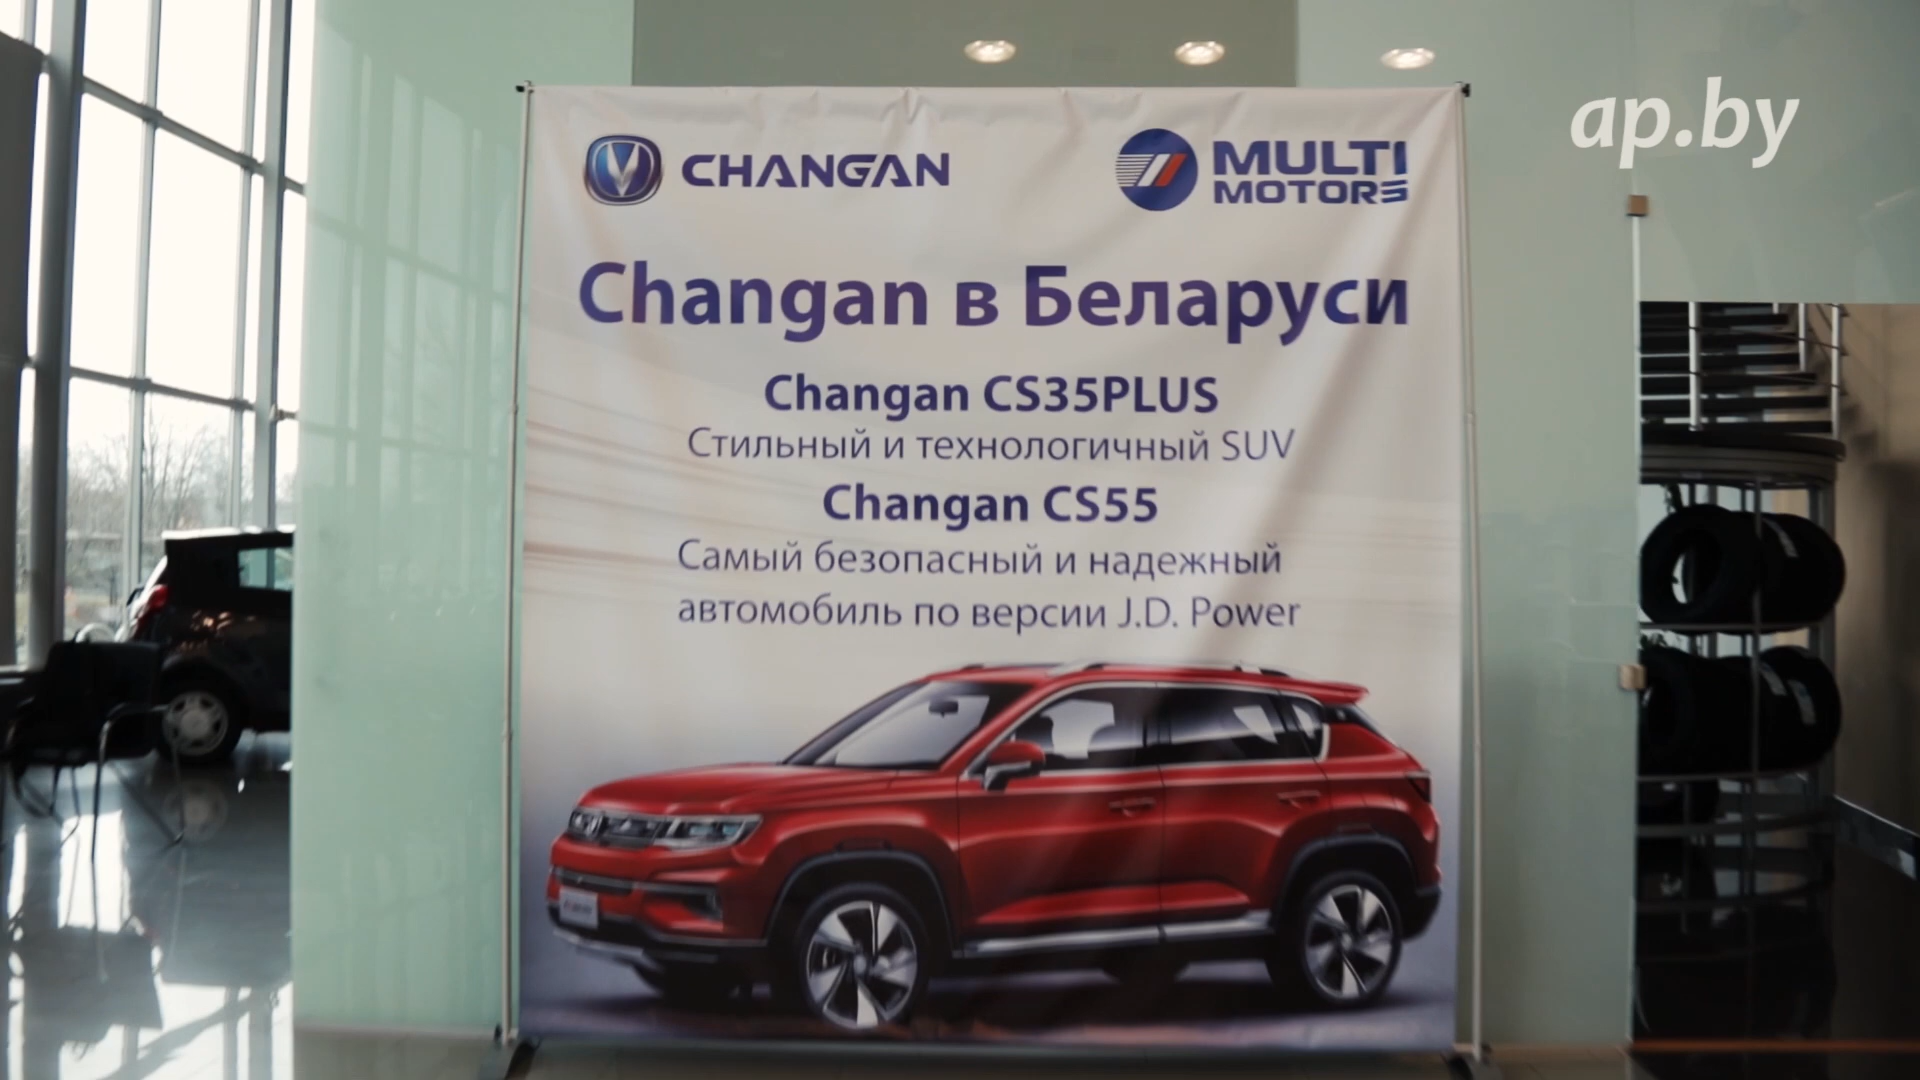 ap.by
CHANGAN
MULTI
MOTORS
Changan в Беларуси
Changan CS35PLUS
Стильный и технологичный SUV
Changan CS55
Самый безопасный и надежный
автомобиль по версии J.D. Power